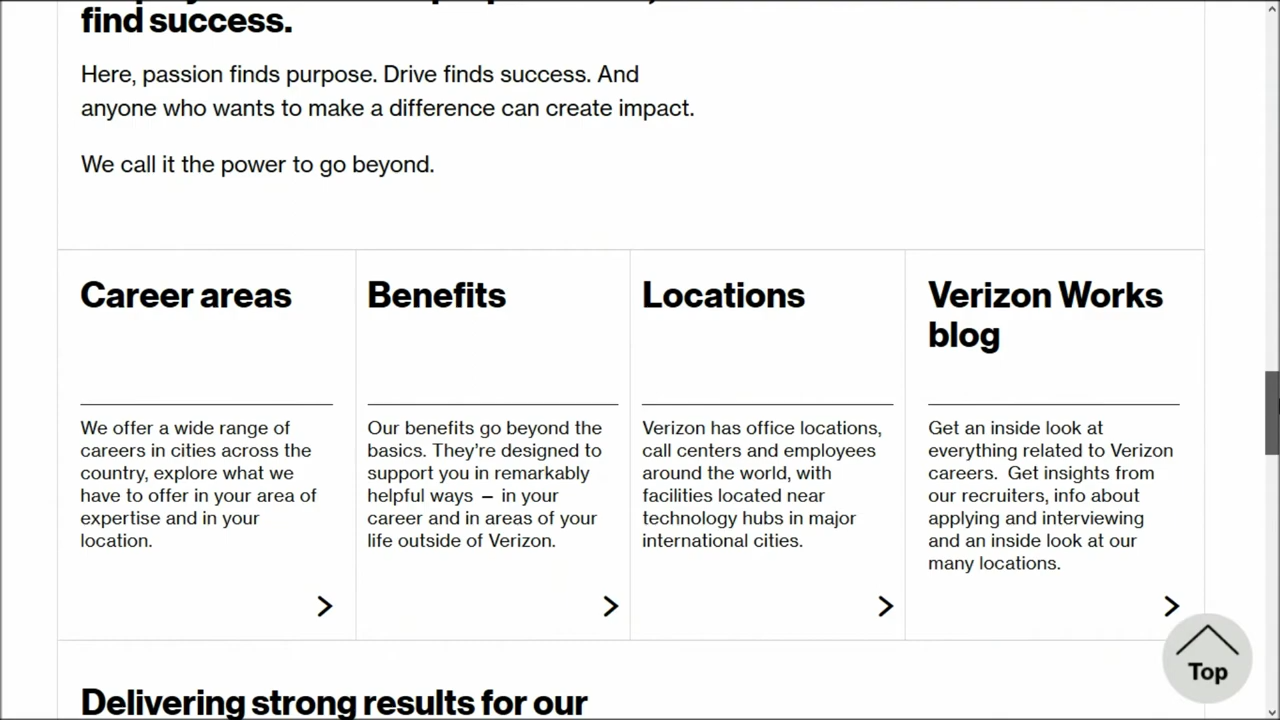 find success.
Here, passion finds purpose. Drive finds success. And
anyone who wants to make a difference can create impact.
We call it the power to go beyond.
Career areas
We offer a wide range of
careers in cities across the
country, explore what we
have to offer in your area of
expertise and in your
location.
Benefits
Our benefits go beyond the
basics. They're designed to
support you in remarkably
helpful ways – in your
career and in areas of your
life outside of Verizon.
Locations
Verizon has office locations,
call centers and employees
around the world, with
facilities located near
technology hubs in major
international cities.
Verizon Works
blog
Get an inside look at
everything related to Verizon
careers.  Get insights from
our recruiters, info about
applying and interviewing
and an inside look at our
many locations.
Top
Delivering strong results for our